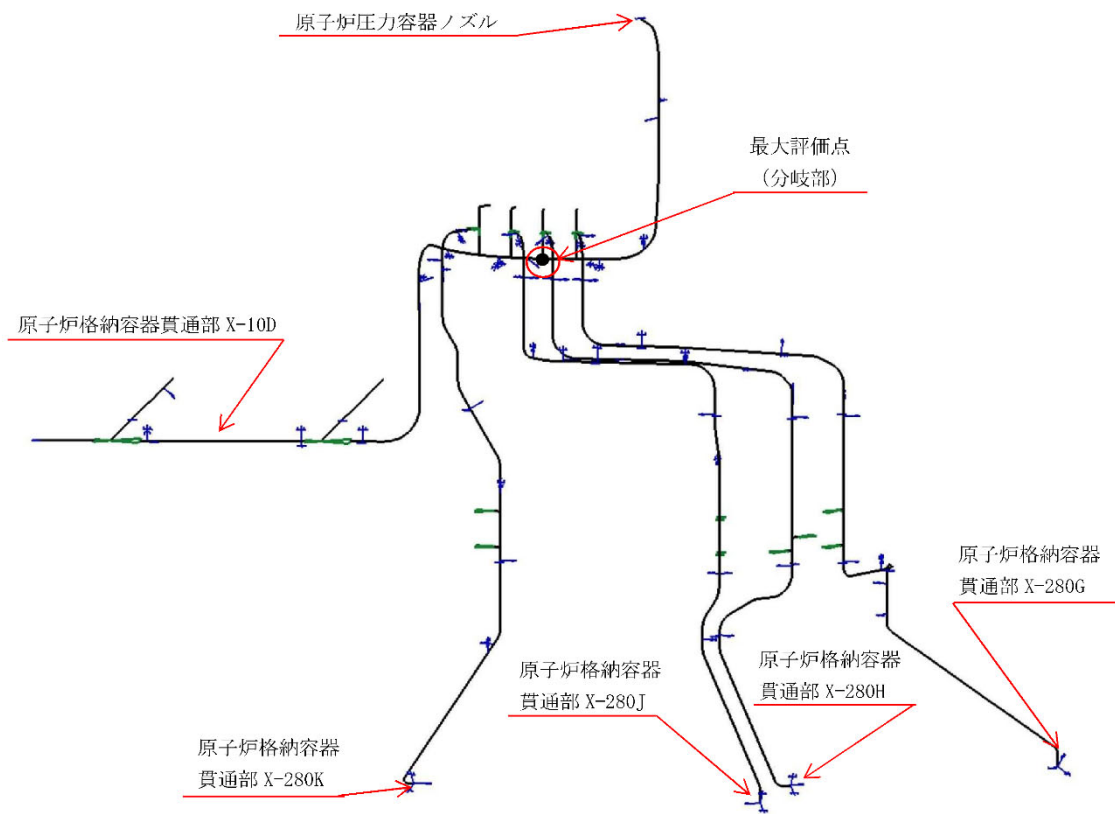 原子炉圧力容器ノズル
最大評価点
(分岐部)
原子炉格納容器貫通部 X-10D
原子炉格納容器
貫通部 X-280G
原子炉格納容器
貫通部 X-280H
原子炉格納容器
貫通部 X-280J
原子炉格納容器
貫通部 X-280K